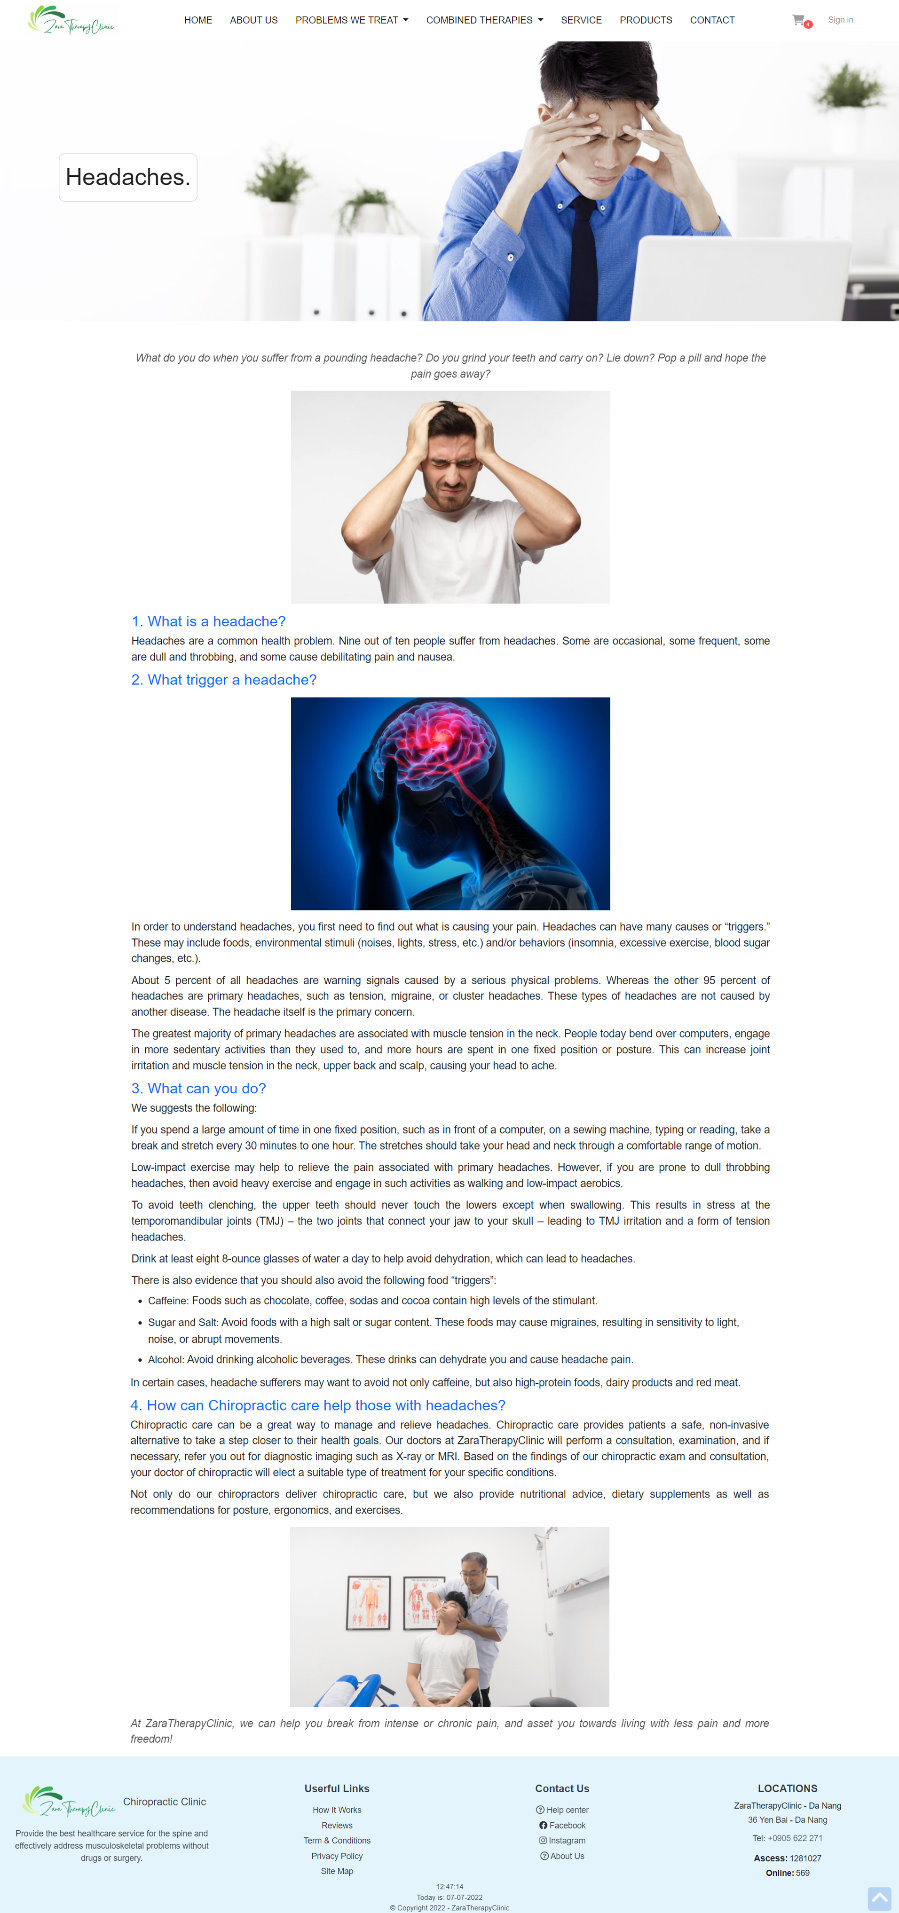 Zara TherapyClinic
HOME ABOUT US PROBLEMS WE TREAT COMBINED THERAPIES SERVICE PRODUCTS CONTACT Sign in
Headaches.
What do you do when you suffer from a pounding headache? Do you grind your teeth and carry on? Lie down? Pop a pill and hope the
pain goes away?
1. What is a headache?
Headaches are a common health problem. Nine out of ten people suffer from headaches. Some are occasional, some frequent, some
are dull and throbbing, and some cause debilitating pain and nausea.
2. What trigger a headache?
In order to understand headaches, you first need to find out what is causing your pain. Headaches can have many causes or “triggers.”
These may include foods, environmental stimuli (noises, lights, stress, etc.) and/or behaviors (insomnia, excessive exercise, blood sugar
changes, etc.).
About 5 percent of all headaches are warning signals caused by a serious physical problems. Whereas the other 95 percent of
headaches are primary headaches, such as tension, migraine, or cluster headaches. These types of headaches are not caused by
another disease. The headache itself is the primary concern.
The greatest majority of primary headaches are associated with muscle tension in the neck. People today bend over computers, engage
in more sedentary activities than they used to, and more hours are spent in one fixed position or posture. This can increase joint
irritation and muscle tension in the neck, upper back and scalp, causing your head to ache.
3. What can you do?
We suggests the following:
If you spend a large amount of time in one fixed position, such as in front of a computer, on a sewing machine, typing or reading, take a
break and stretch every 30 minutes to one hour. The stretches should take your head and neck through a comfortable range of motion.
Low-impact exercise may help to relieve the pain associated with primary headaches. However, if you are prone to dull throbbing
headaches, then avoid heavy exercise and engage in such activities as walking and low-impact aerobics.
To avoid teeth clenching, the upper teeth should never touch the lowers except when swallowing. This results in stress at the
temporomandibular joints (TMJ) – the two joints that connect your jaw to your skull – leading to TMJ irritation and a form of tension
headaches.
Drink at least eight 8-ounce glasses of water a day to help avoid dehydration, which can lead to headaches.
There is also evidence that you should also avoid the following food “triggers”:
• Caffeine: Foods such as chocolate, coffee, sodas and cocoa contain high levels of the stimulant.
• Sugar and Salt: Avoid foods with a high salt or sugar content. These foods may cause migraines, resulting in sensitivity to light,
noise, or abrupt movements.
• Alcohol: Avoid drinking alcoholic beverages. These drinks can dehydrate you and cause headache pain.
In certain cases, headache sufferers may want to avoid not only caffeine, but also high-protein foods, dairy products and red meat.
4. How can Chiropractic care help those with headaches?
Chiropractic care can be a great way to manage and relieve headaches. Chiropractic care provides patients a safe, non-invasive
alternative to take a step closer to their health goals. Our doctors at ZaraTherapyClinic will perform a consultation, examination, and if
necessary, refer you out for diagnostic imaging such as X-ray or MRI. Based on the findings of our chiropractic exam and consultation,
your doctor of chiropractic will elect a suitable type of treatment for your specific conditions.
Not only do our chiropractors deliver chiropractic care, but we also provide nutritional advice, dietary supplements as well as
recommendations for posture, ergonomics, and exercises.
At ZaraTherapyClinic, we can help you break from intense or chronic pain, and asset you towards living with less pain and more
freedom!
Zara TherapyClinic Chiropractic Clinic
Provide the best healthcare service for the spine and
effectively address musculoskeletal problems without
drugs or surgery.
Userful Links
How It Works
Reviews
Term & Conditions
Privacy Policy
Site Map
Contact Us
Help center
Facebook
Instagram
About Us
LOCATIONS
ZaraTherapyClinic - Da Nang
36 Yen Bai - Da Nang
Tel: +0905 622 271
Ascess: 1281027
Online: 569
12:47:14
Today is: 07-07-2022
© Copyright 2022 - ZaraTherapyClinic